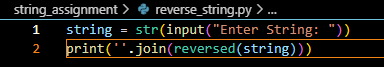 string_assignment > reverse_string.py > ...
1 string = str(input("Enter String: "))
2 print(''.join(reversed(string)))